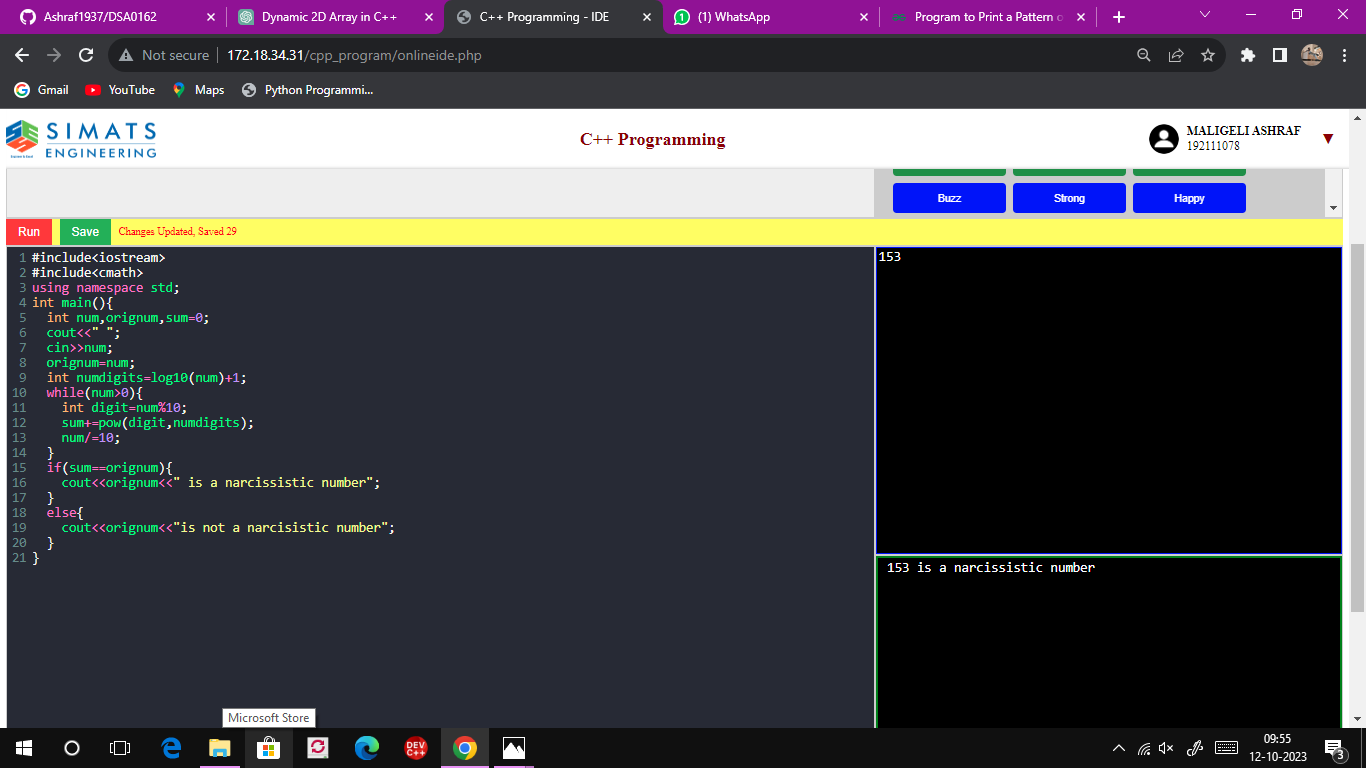 Ashraf1937/DSA0162
Dynamic 2D Array in C++
C++ Programming - IDE
(1) WhatsApp
Program to Print a Pattern o
Not secure
172.18.34.31/cpp_program/onlineide.php
Gmail
YouTube
Maps
Python Programmi...
SIMATS
ENGINEERING
C++ Programming
MALIGELI ASHRAF
192111078
Buzz
Strong
Happy
Run
Save
Changes Updated, Saved 29
1 #include<iostream>
2 #include<cmath>
3 using namespace std;
4 int main(){
5   int num,orignum,sum=0;
6   cout<<" ";
7   cin>>num;
8   orignum=num;
9   int numdigits=log10(num)+1;
10   while(num>0){
11     int digit=num%10;
12     sum+=pow(digit,numdigits);
13     num/=10;
14   }
15   if(sum==orignum){
16     cout<<orignum<<" is a narcissistic number";
17   }
18   else{
19     cout<<orignum<<"is not a narcisistic number";
20   }
21 }
153
153 is a narcissistic number
Microsoft Store
DEV
C++
09:55
12-10-2023
3